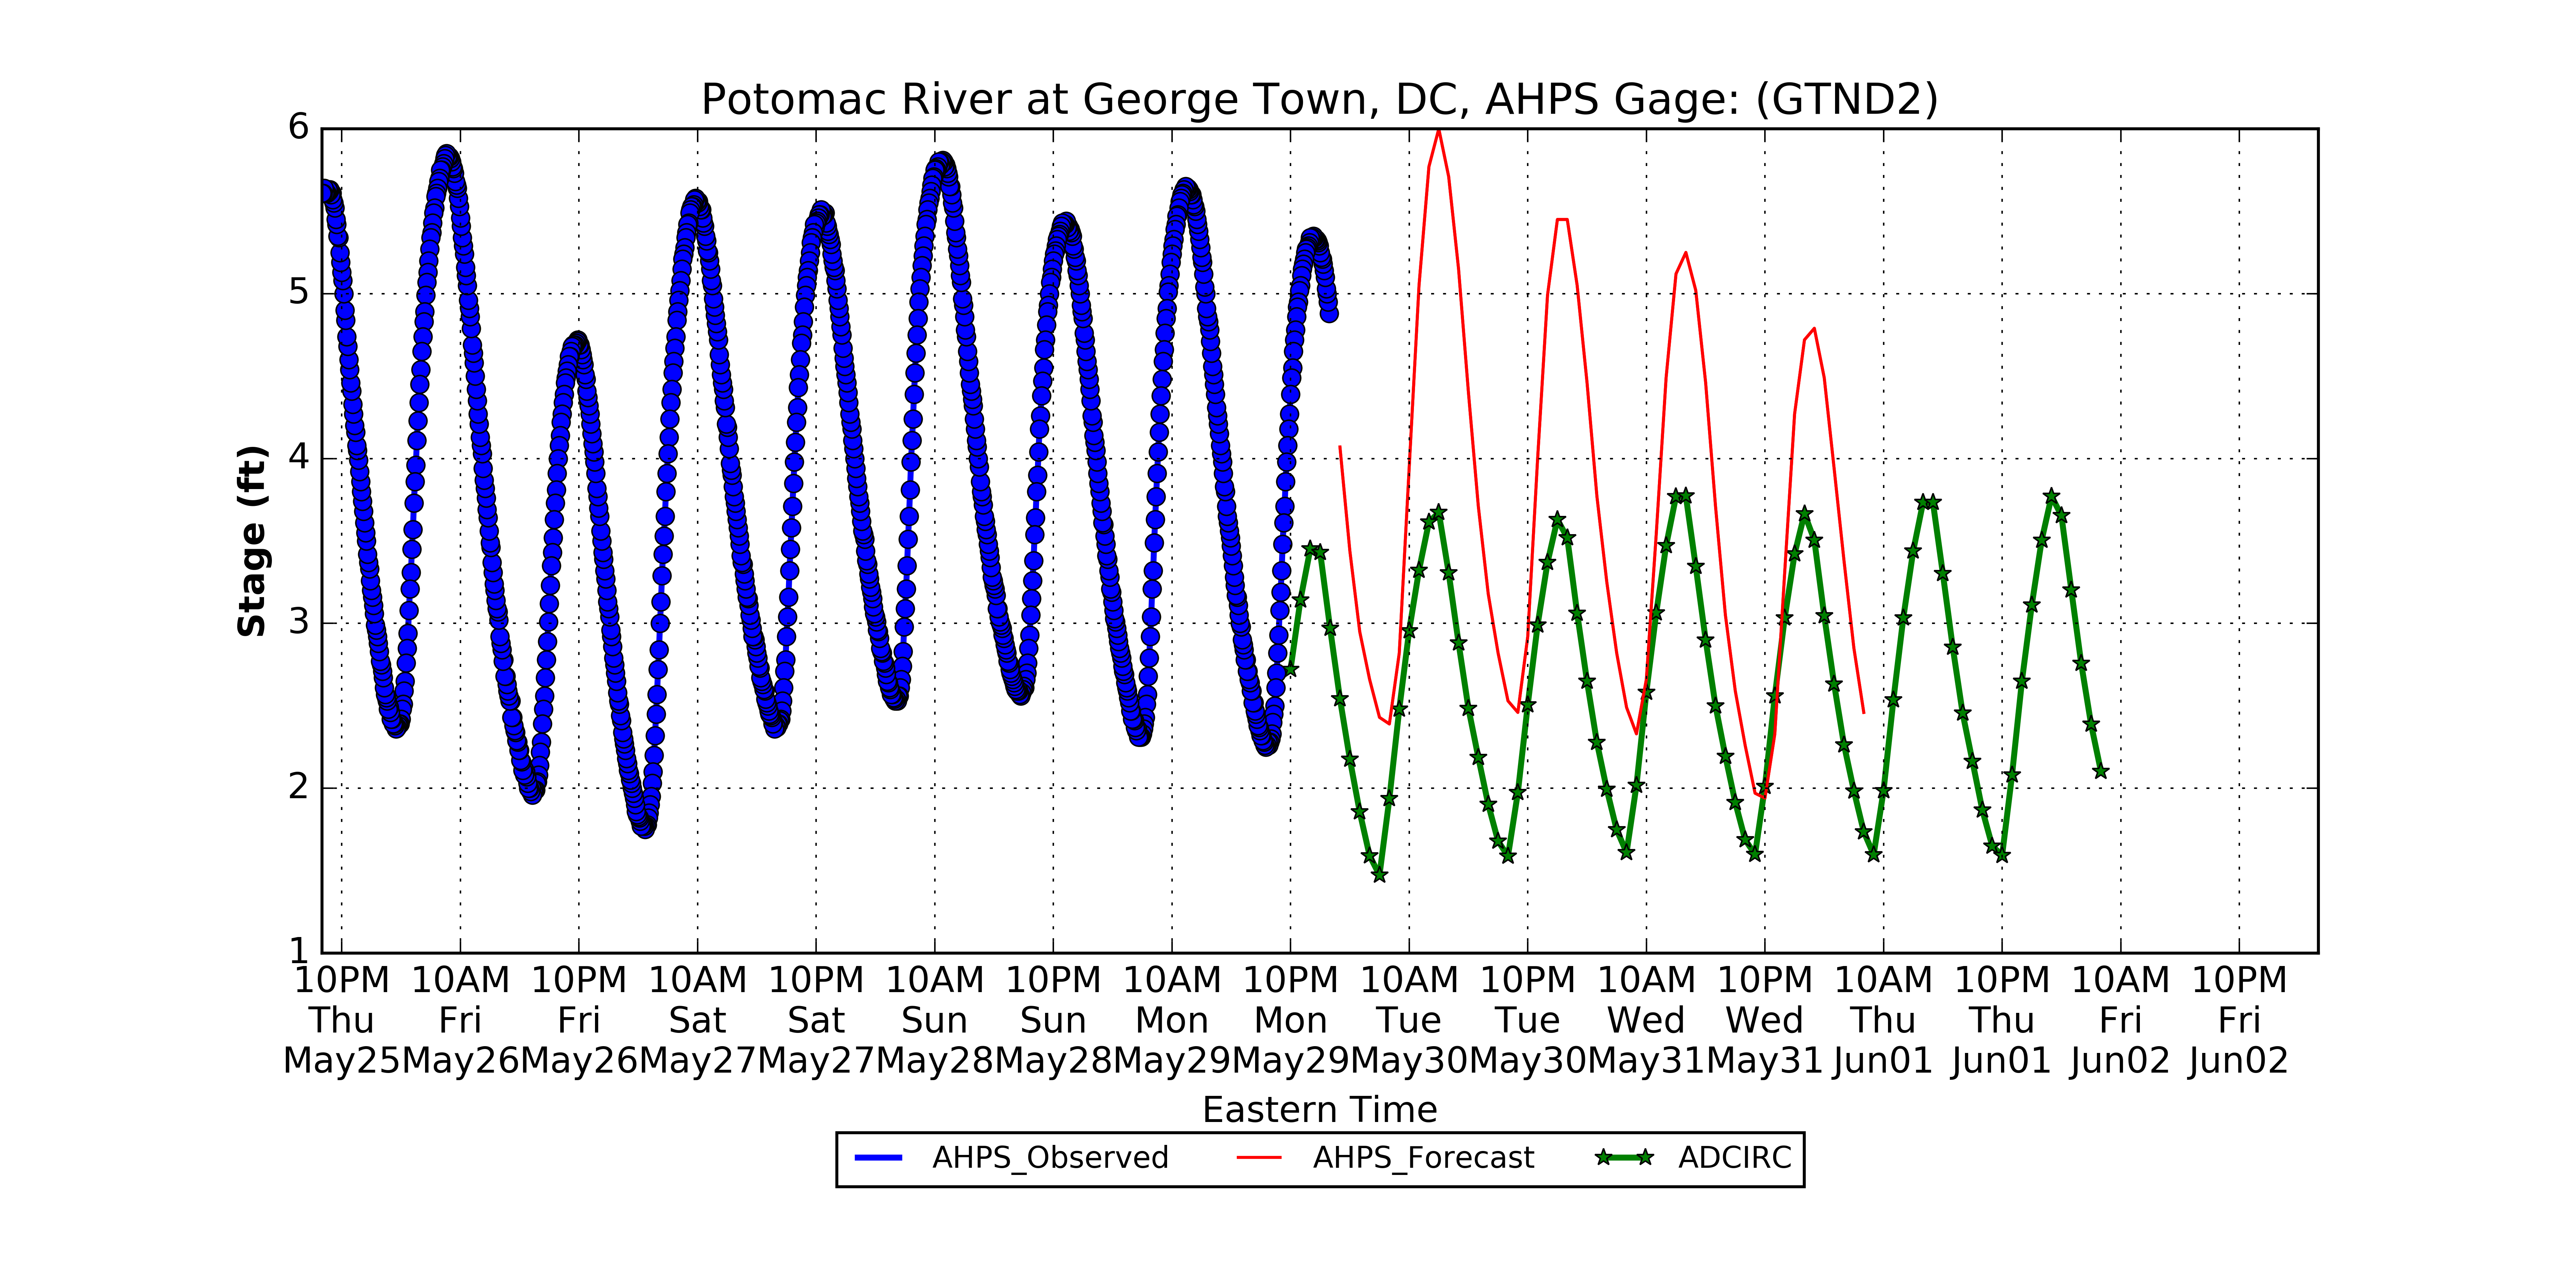 Potomac River at George Town, DC, AHPS Gage: (GTND2)
Stage (ft)
6
5
4
3
2
1
10PM 10AM 10PM 10AM 10PM 10AM 10PM 10AM 10PM 10AM 10PM 10AM 10PM 10AM 10PM 10AM 10PM
Thu Fri Fri Sat Sat Sun Sun Mon Mon Tue Tue Wed Wed Thu Thu Fri Fri
May25 May26 May26 May27 May27 May28 May28 May29 May29 May30 May30 May31 May31 Jun01 Jun01 Jun02 Jun02
Eastern Time
AHPS_Observed AHPS_Forecast ADCIRC